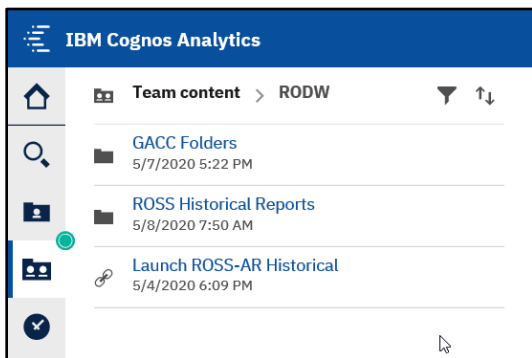 IBM Cognos Analytics
Team content > RODW
GACC Folders
5/7/2020 5:22 PM
ROSS Historical Reports
5/8/2020 7:50 AM
Launch ROSS-AR Historical
5/4/2020 6:09 PM